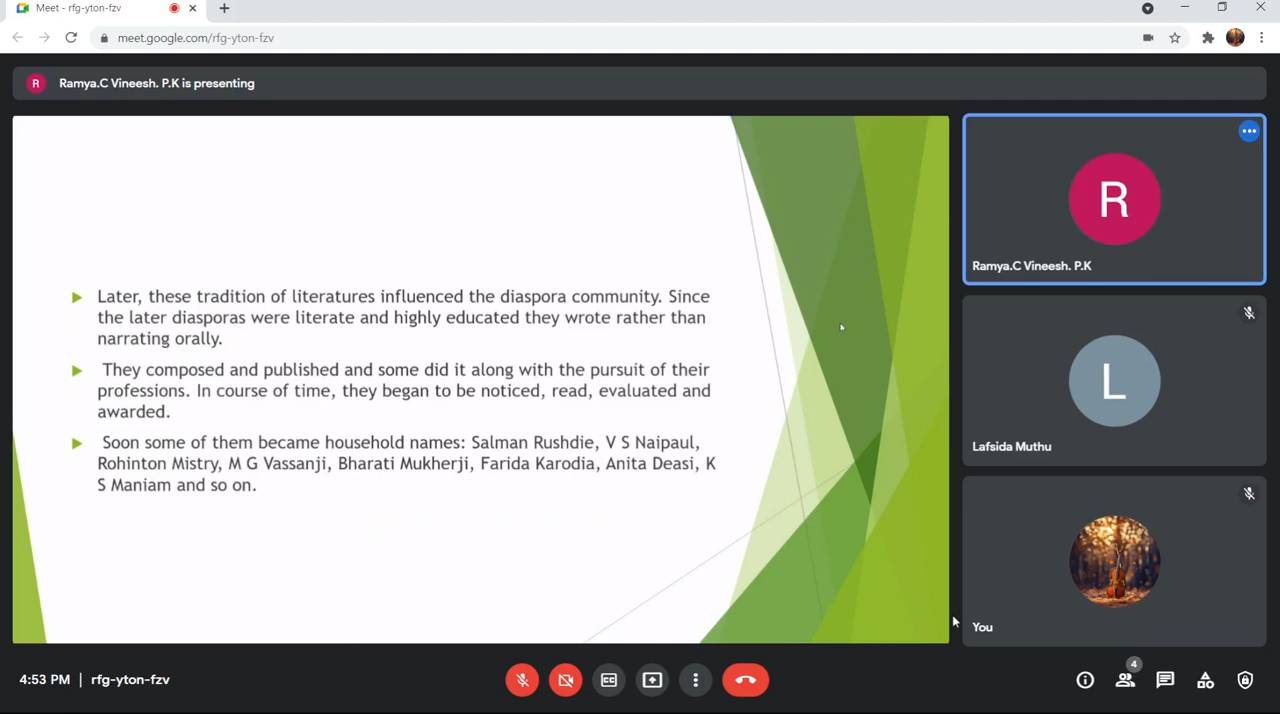 Meet - rfg-yton-fzv
meet.google.com/rfg-yton-fzv
R
Ramya.C Vineesh. P.K is presenting
Later, these tradition of literatures influenced the diaspora community. Since
the later diasporas were literate and highly educated they wrote rather than
narrating orally.
They composed and published and some did it along with the pursuit of their
professions. In course of time, they began to be noticed, read, evaluated and
awarded.
Soon some of them became household names: Salman Rushdie, V S Naipaul,
Rohinton Mistry, M G Vassanji, Bharati Mukherji, Farida Karodia, Anita Deasi, K
S Maniam and so on.
R
Ramya.C Vineesh. P.K
L
Lafsida Muthu
You
4:53 PM | rfg-yton-fzv
CC
4